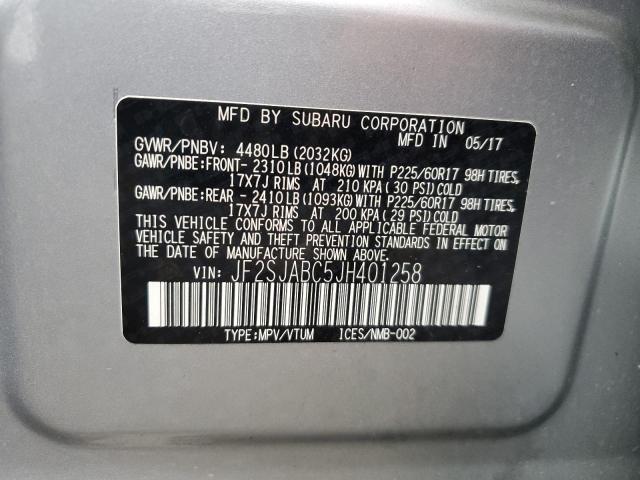 MFD BY SUBARU CORPORATION
MFD IN 05/17
GVWR/PNBV: 4480LB(2032KG)
GAWR/PNBE:FRONT- 2310LB(1048KG)WITH P225/60R17 98H TIRES,
17X7J RIMS AT 210 KPA(30 PSI)COLD
GAWR/PNBE:REAR - 2410LB(1093KG)WITH P225/60R17 98H TIRES,
17X7J RIMS AT 200 KPA(29 PSI)COLD
THIS VEHICLE CONFORMS TO ALL APPLICABLE FEDERAL MOTOR
VEHICLE SAFETY AND THEFT PREVENTION STANDARDS IN EFFECT ON
THE DATE OF MANUFACTURE SHOWN ABOVE.
VIN: JF2SJABC5JH401258
TYPE:MPV/VTUM ICES/NMB-002